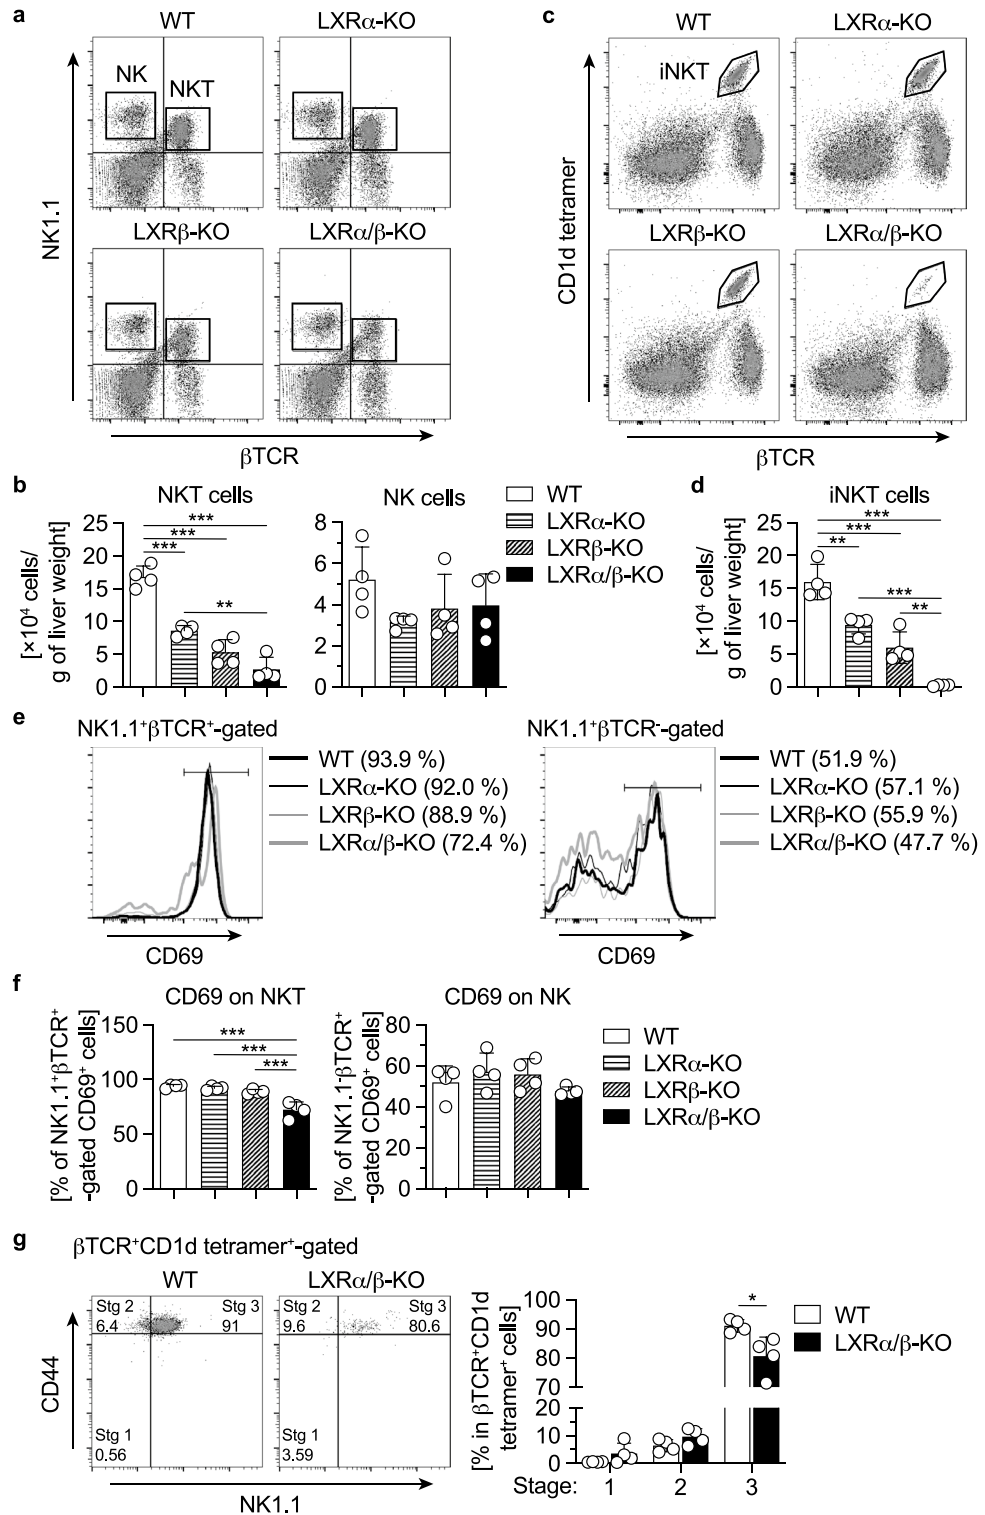 a
WT
LXRα-KO
NK
NKT
LXRβ-KO
LXRα/β-KO
NK1.1
βTCR
c
WT
LXRα-KO
iNKT
LXRβ-KO
LXRα/β-KO
CD1d tetramer
βTCR
b
NKT cells
[×10⁴ cells/
g of liver weight]
25
20
15
10
5
0
***
***
***
**
NK cells
8
6
4
2
0
WT
LXRα-KO
LXRβ-KO
LXRα/β-KO
d
iNKT cells
[×10⁴ cells/
g of liver weight]
25
20
15
10
5
0
***
***
**
***
**
e
NK1.1⁺βTCR⁺-gated
WT (93.9 %)
LXRα-KO (92.0 %)
LXRβ-KO (88.9 %)
LXRα/β-KO (72.4 %)
CD69
NK1.1⁺βTCR⁻-gated
WT (51.9 %)
LXRα-KO (57.1 %)
LXRβ-KO (55.9 %)
LXRα/β-KO (47.7 %)
CD69
f
CD69 on NKT
[% of NK1.1⁺βTCR⁺
-gated CD69⁺ cells]
150
100
50
0
***
***
***
CD69 on NK
[% of NK1.1⁻βTCR⁺
-gated CD69⁺ cells]
80
60
40
20
0
WT
LXRα-KO
LXRβ-KO
LXRα/β-KO
g
βTCR⁺CD1d tetramer⁺-gated
WT
LXRα/β-KO
Stg 2
6.4
Stg 3
91
Stg 1
0.56
Stg 2
9.6
Stg 3
80.6
Stg 1
3.59
CD44
NK1.1
[% in βTCR⁺CD1d
tetramer⁺ cells]
100
90
80
70
20
10
0
*
WT
LXRα/β-KO
Stage: 1 2 3